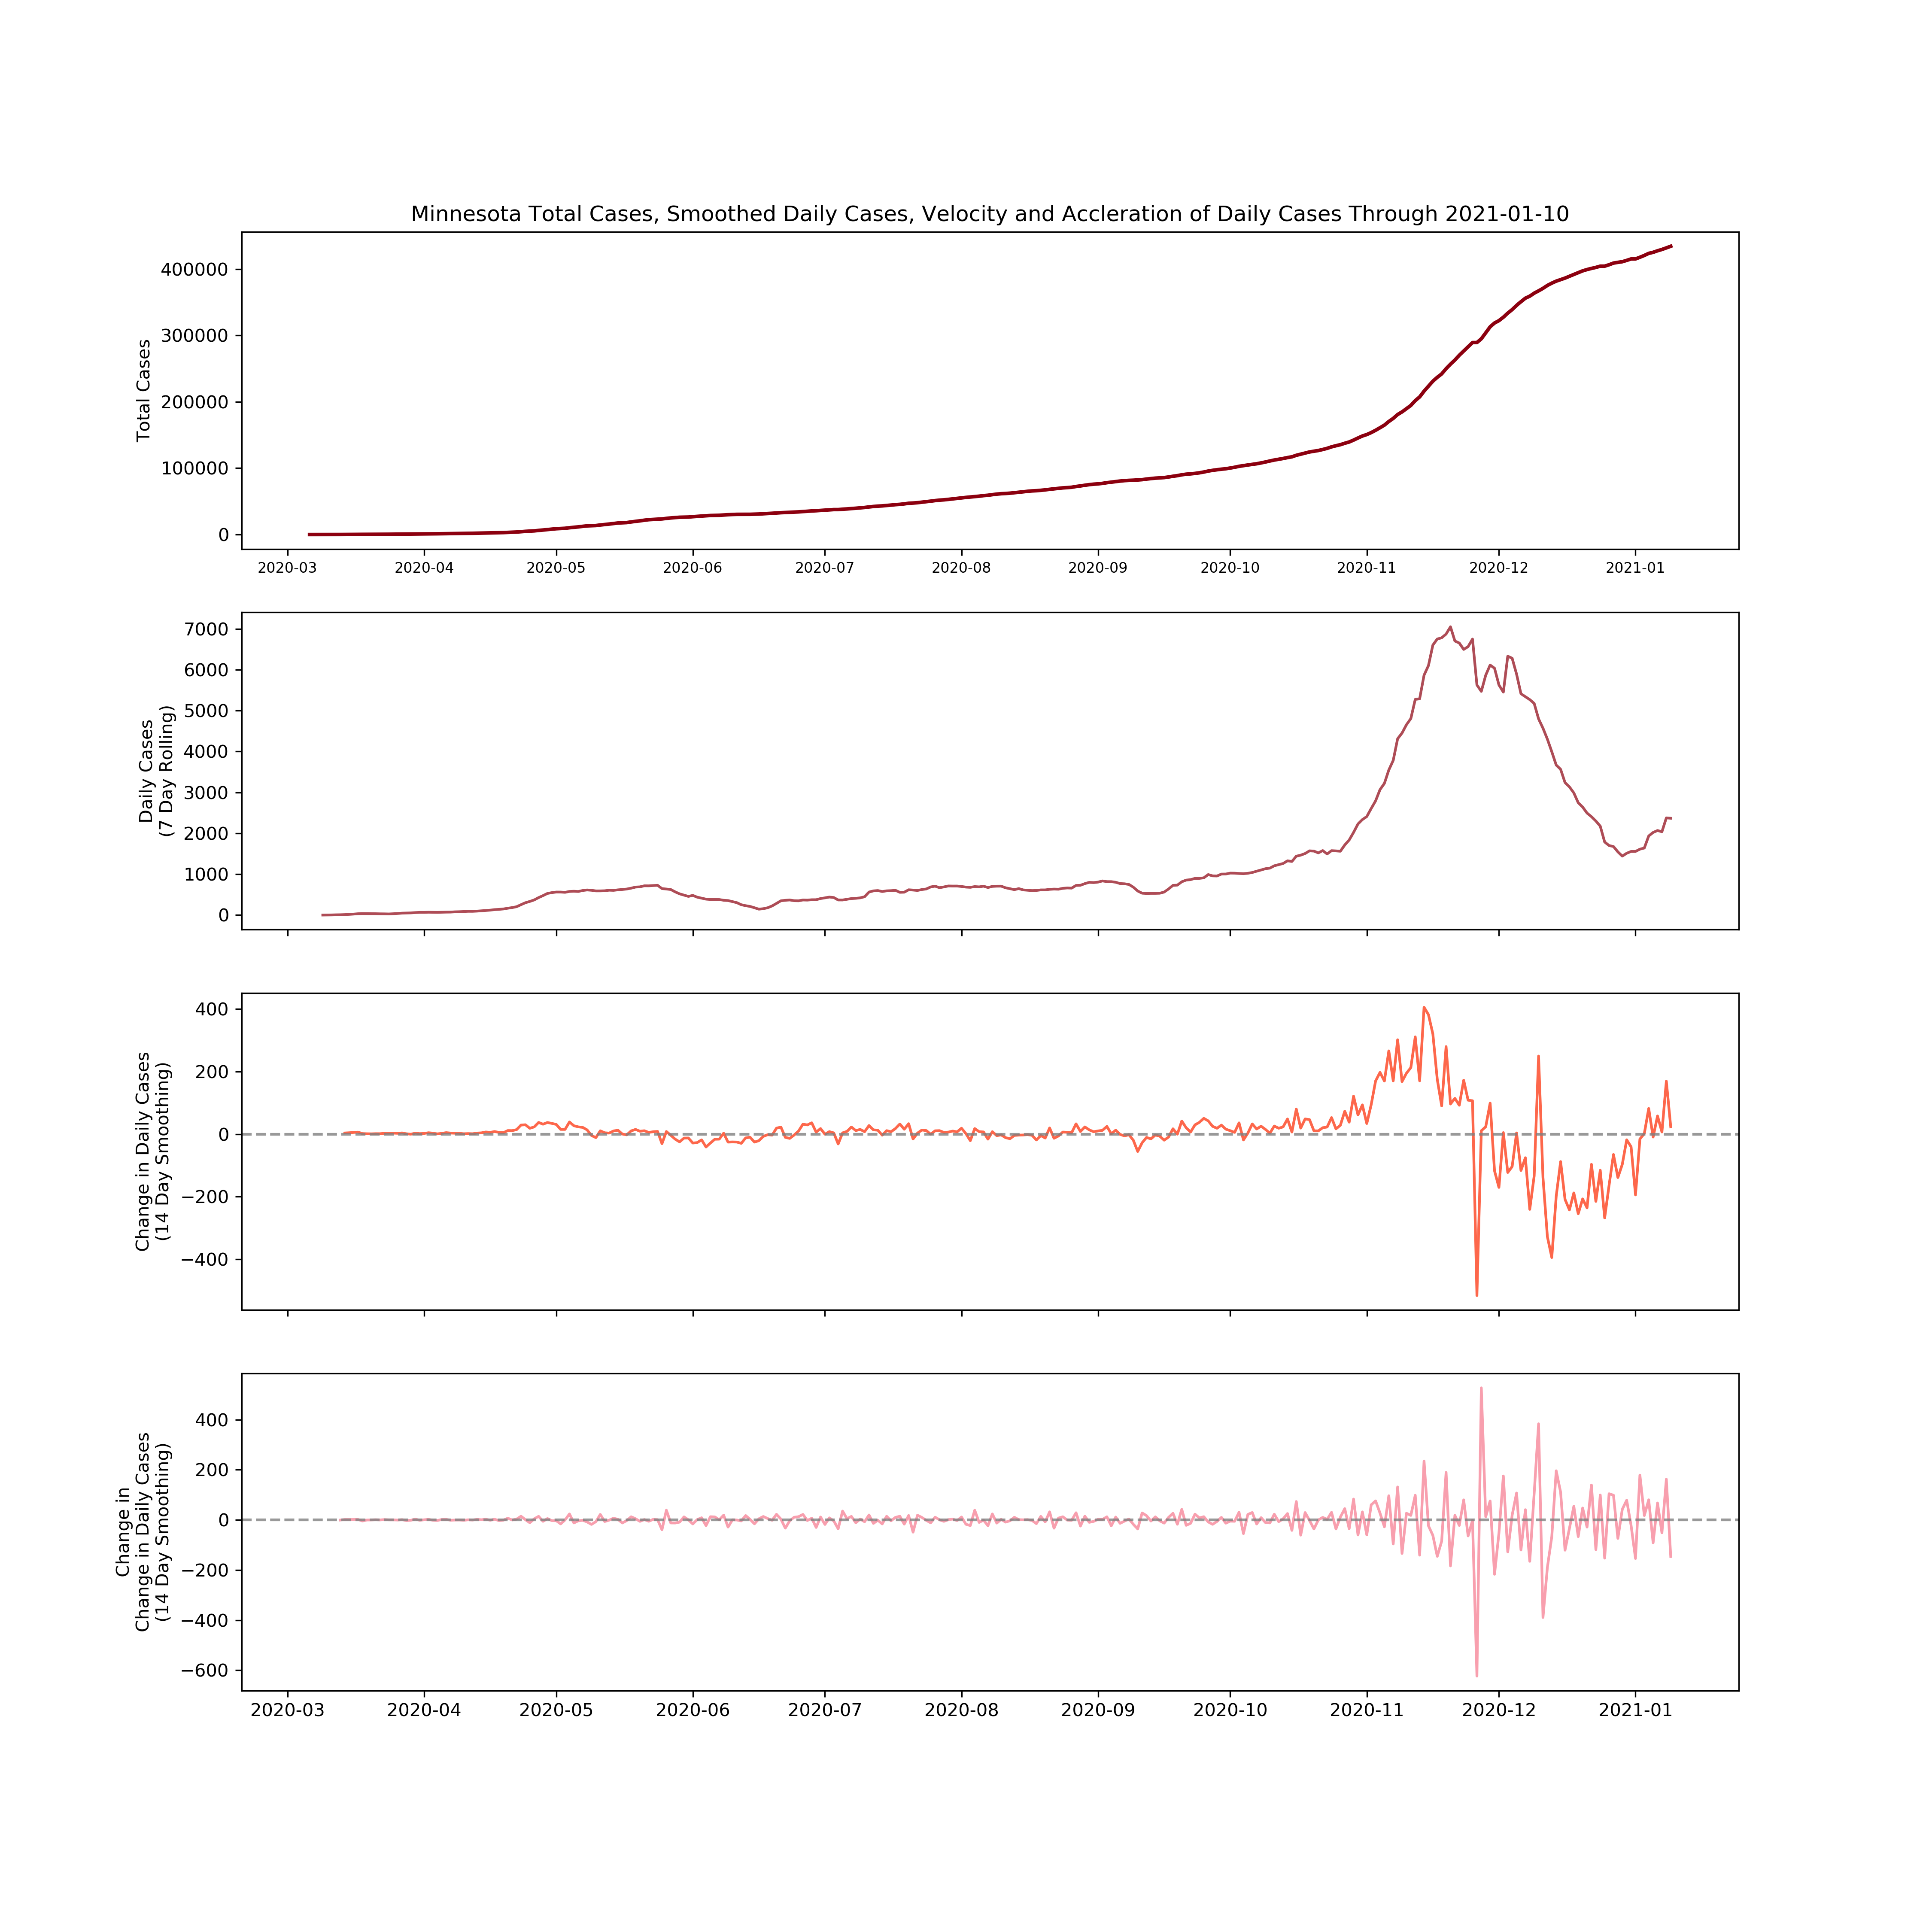 Minnesota Total Cases, Smoothed Daily Cases, Velocity and Accleration of Daily Cases Through 2021-01-10
Total Cases
400000
300000
200000
100000
0
2020-03 2020-04 2020-05 2020-06 2020-07 2020-08 2020-09 2020-10 2020-11 2020-12 2021-01
Daily Cases
(7 Day Rolling)
7000
6000
5000
4000
3000
2000
1000
0
Change in Daily Cases
(14 Day Smoothing)
400
200
0
−200
−400
Change in
Change in Daily Cases
(14 Day Smoothing)
400
200
0
−200
−400
−600
2020-03 2020-04 2020-05 2020-06 2020-07 2020-08 2020-09 2020-10 2020-11 2020-12 2021-01